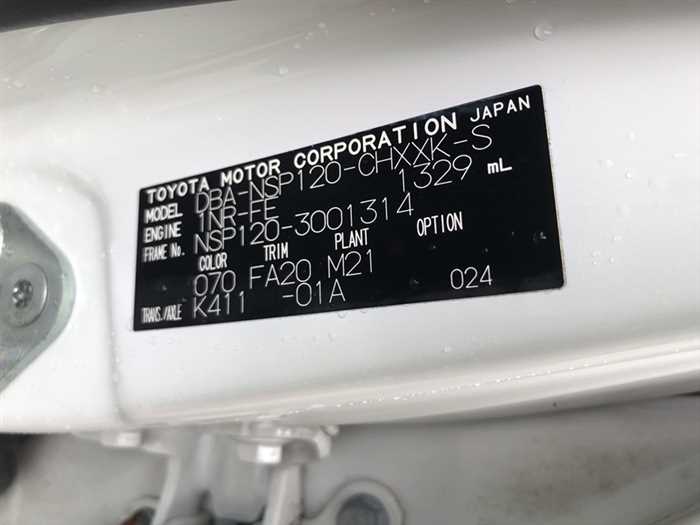 TOYOTA MOTOR CORPORATION JAPAN
MODEL DBA-NSP120-CHXXK-S
ENGINE 1NR-FE 1329 mL
FRAME No. NSP120-3001314
COLOR TRIM PLANT OPTION
070 FA20 M21
TRANS./AXLE K411 -01A 024